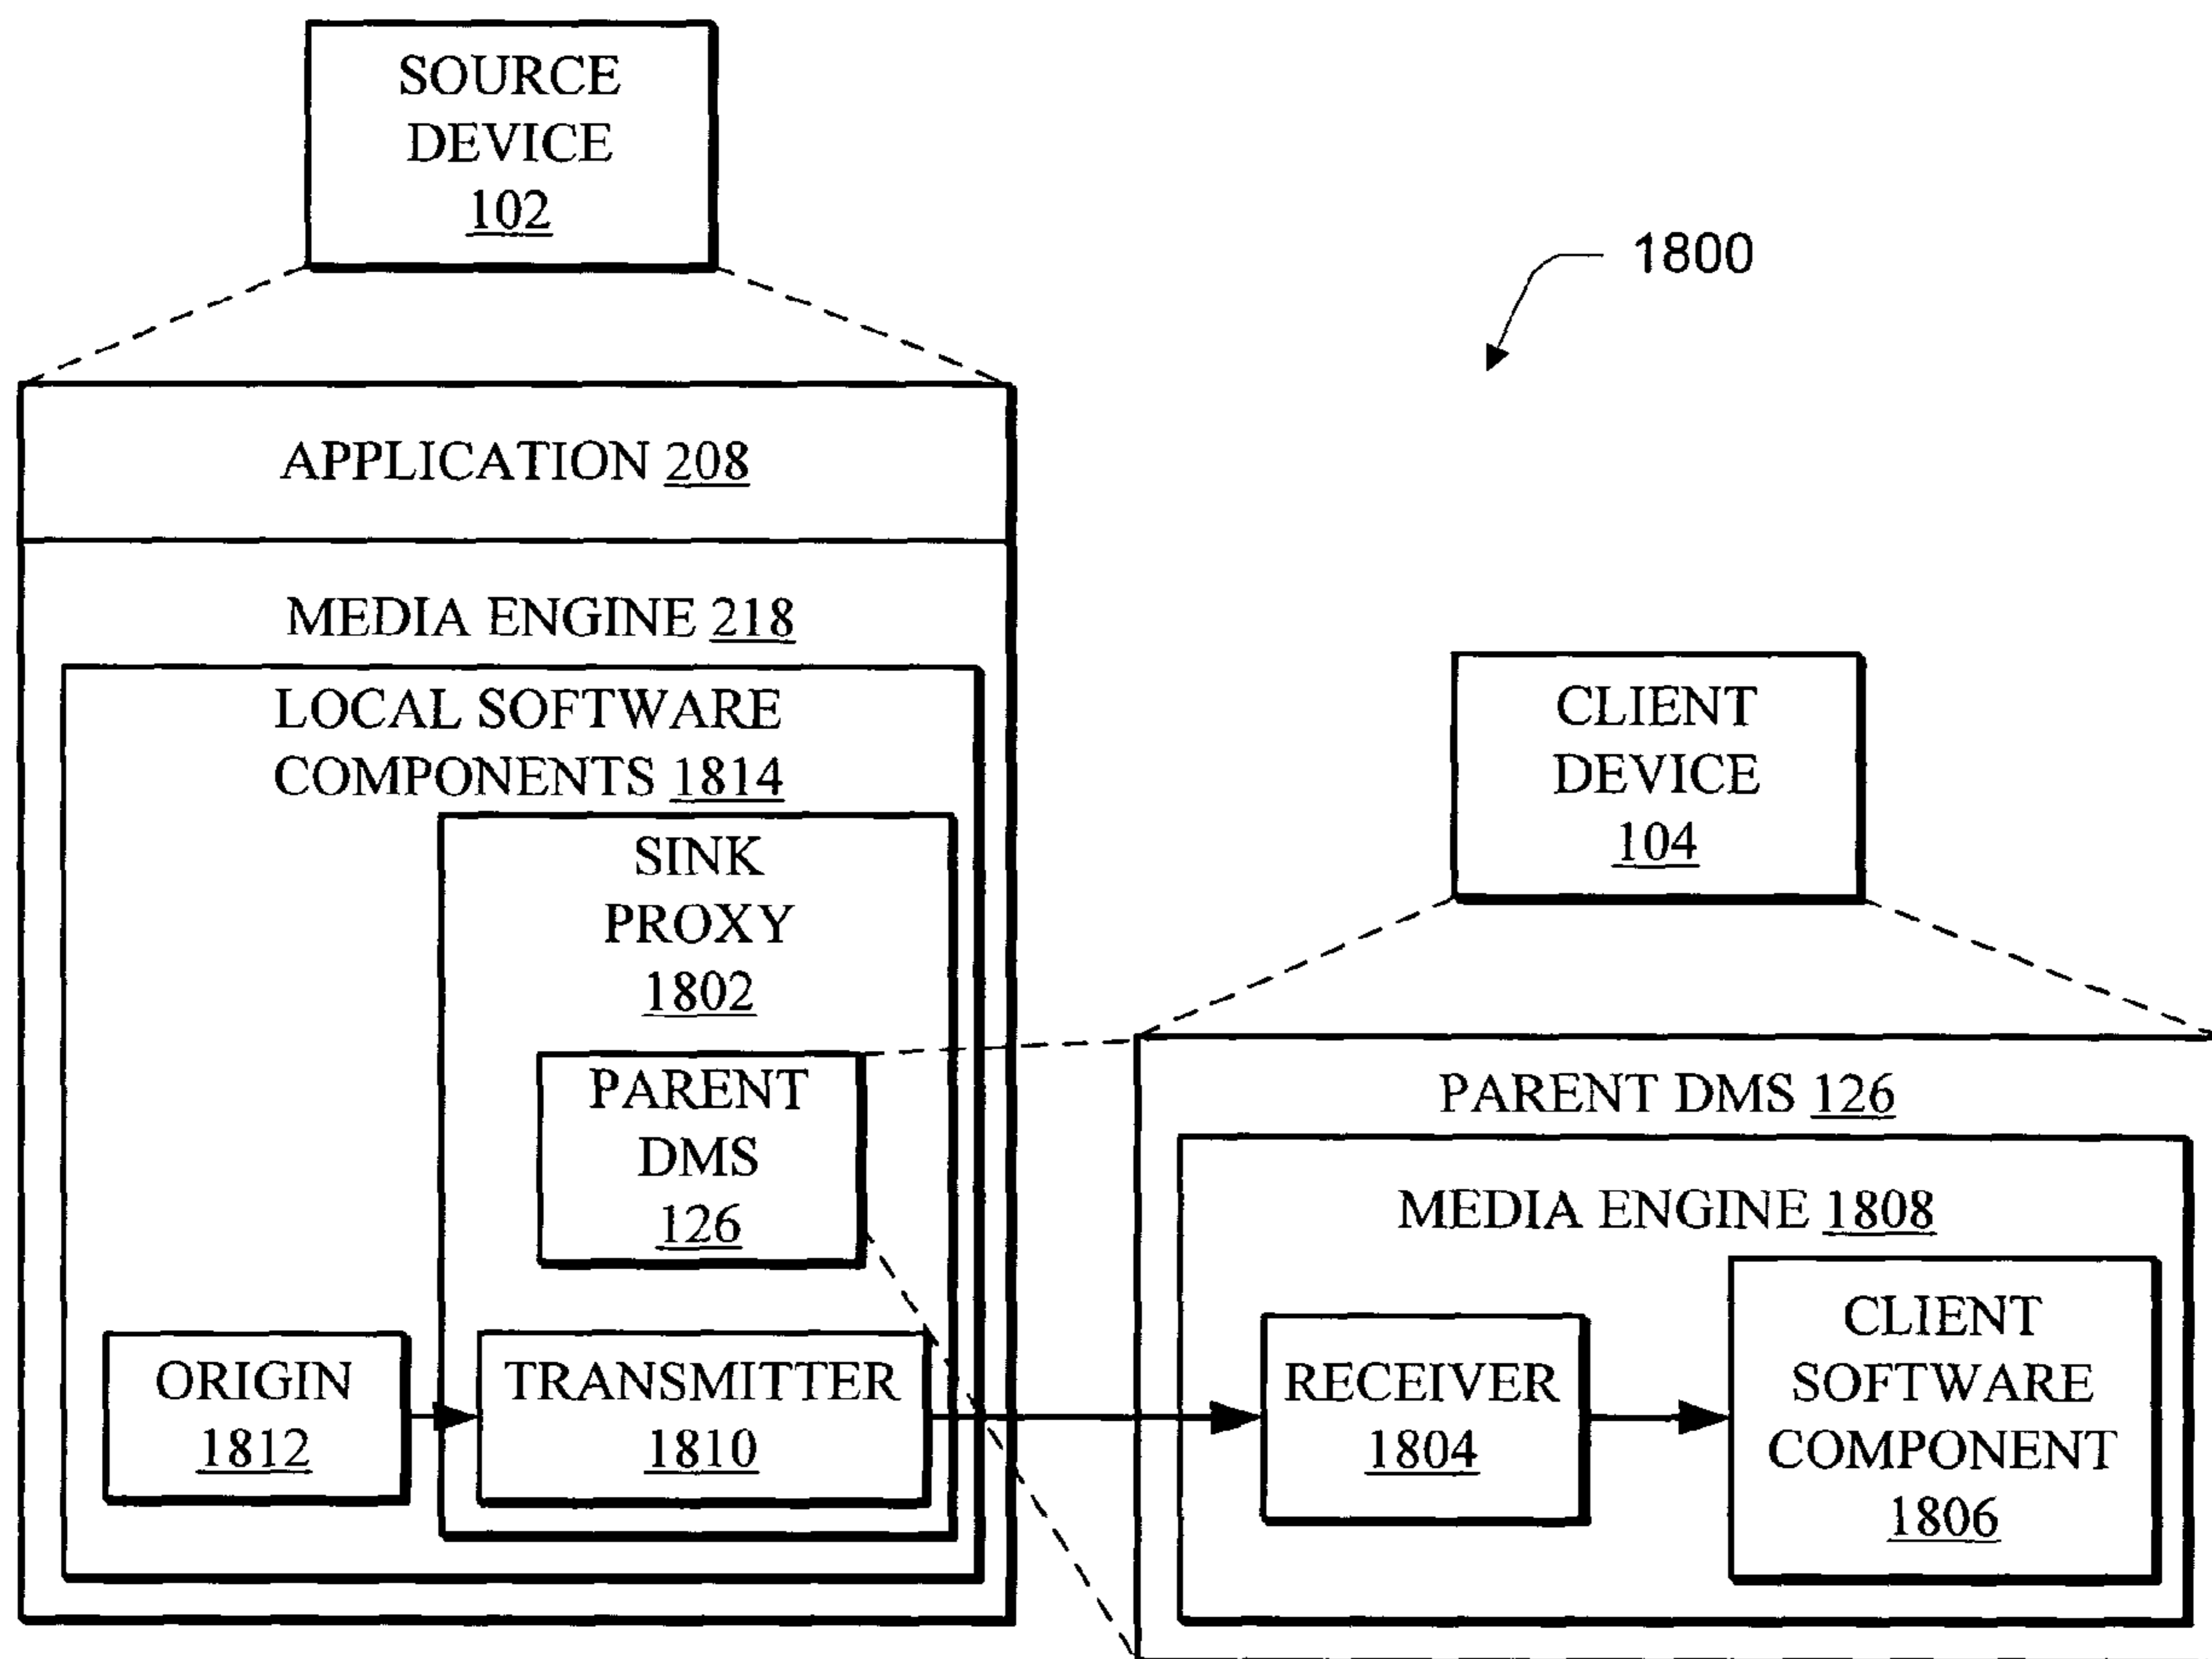 SOURCE
DEVICE
102
1800
APPLICATION 208
MEDIA ENGINE 218
LOCAL SOFTWARE
COMPONENTS 1814
SINK
PROXY
1802
PARENT
DMS
126
ORIGIN
1812
TRANSMITTER
1810
CLIENT
DEVICE
104
PARENT DMS 126
MEDIA ENGINE 1808
RECEIVER
1804
CLIENT
SOFTWARE
COMPONENT
1806